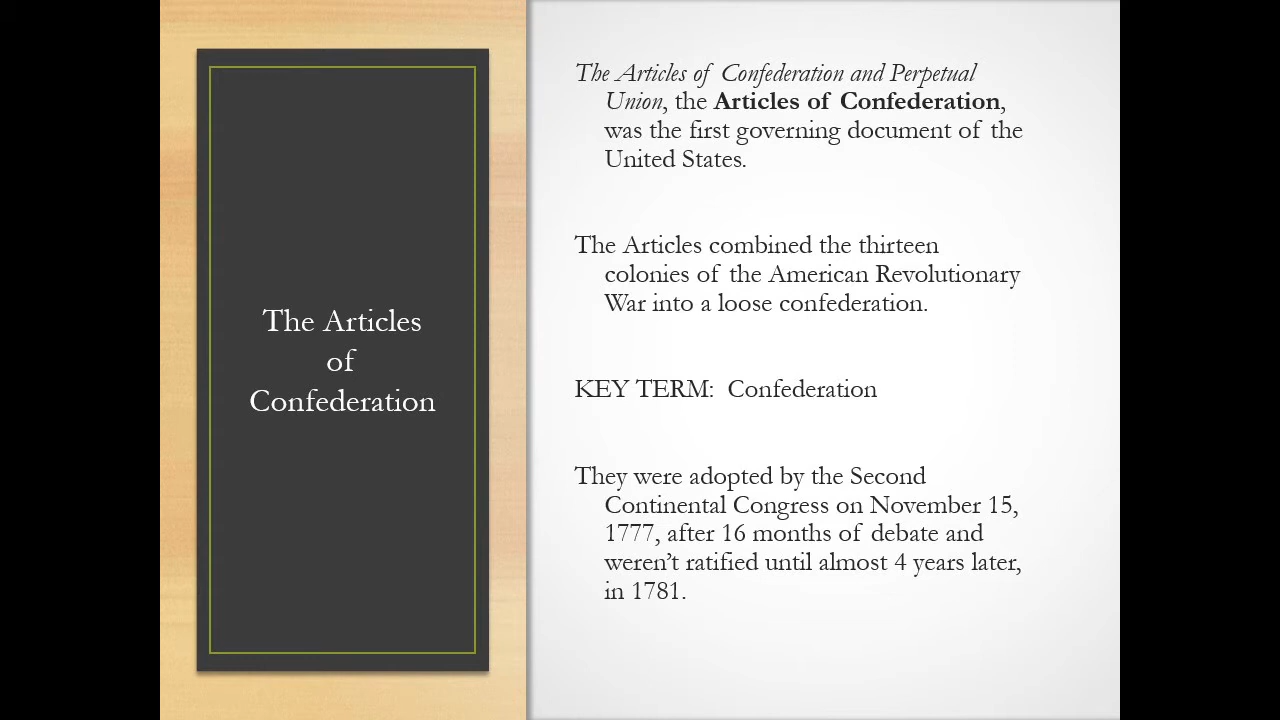 The Articles
of
Confederation
The Articles of Confederation and Perpetual
Union, the Articles of Confederation,
was the first governing document of the
United States.
The Articles combined the thirteen
colonies of the American Revolutionary
War into a loose confederation.
KEY TERM:  Confederation
They were adopted by the Second
Continental Congress on November 15,
1777, after 16 months of debate and
weren’t ratified until almost 4 years later,
in 1781.